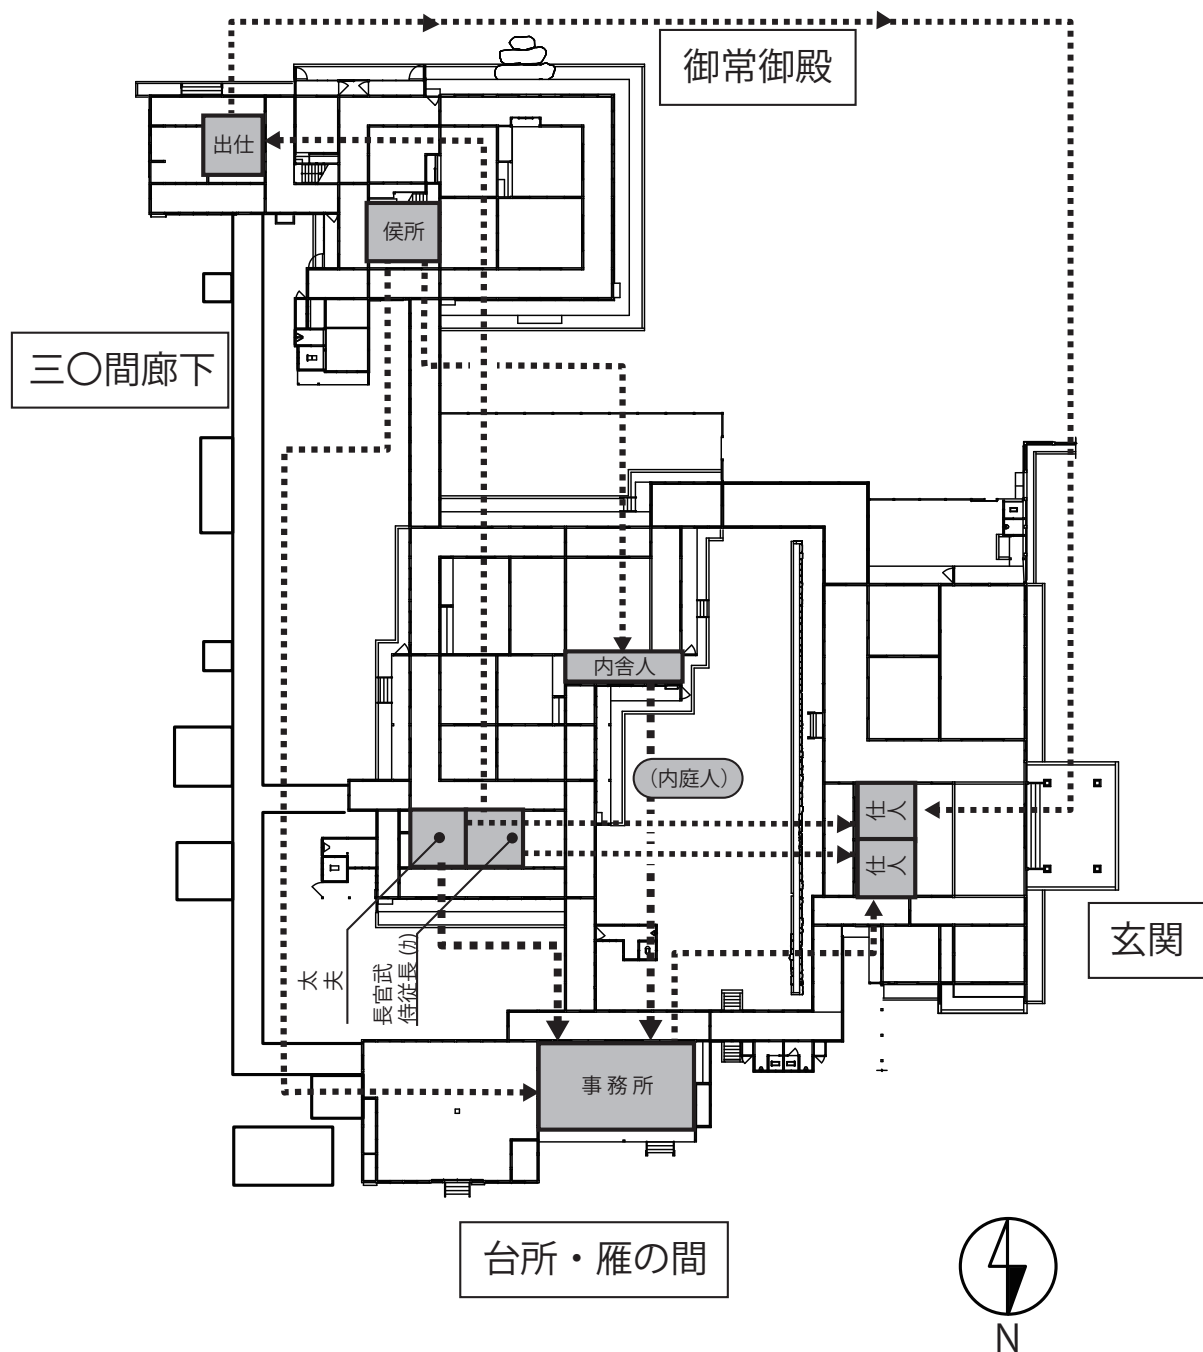 御常御殿
出仕
侯所
三〇間廊下
内舎人
（内庭人）
仕人
仕人
玄関
太夫
長官武
侍従長（カ）
事務所
台所・雁の間
N